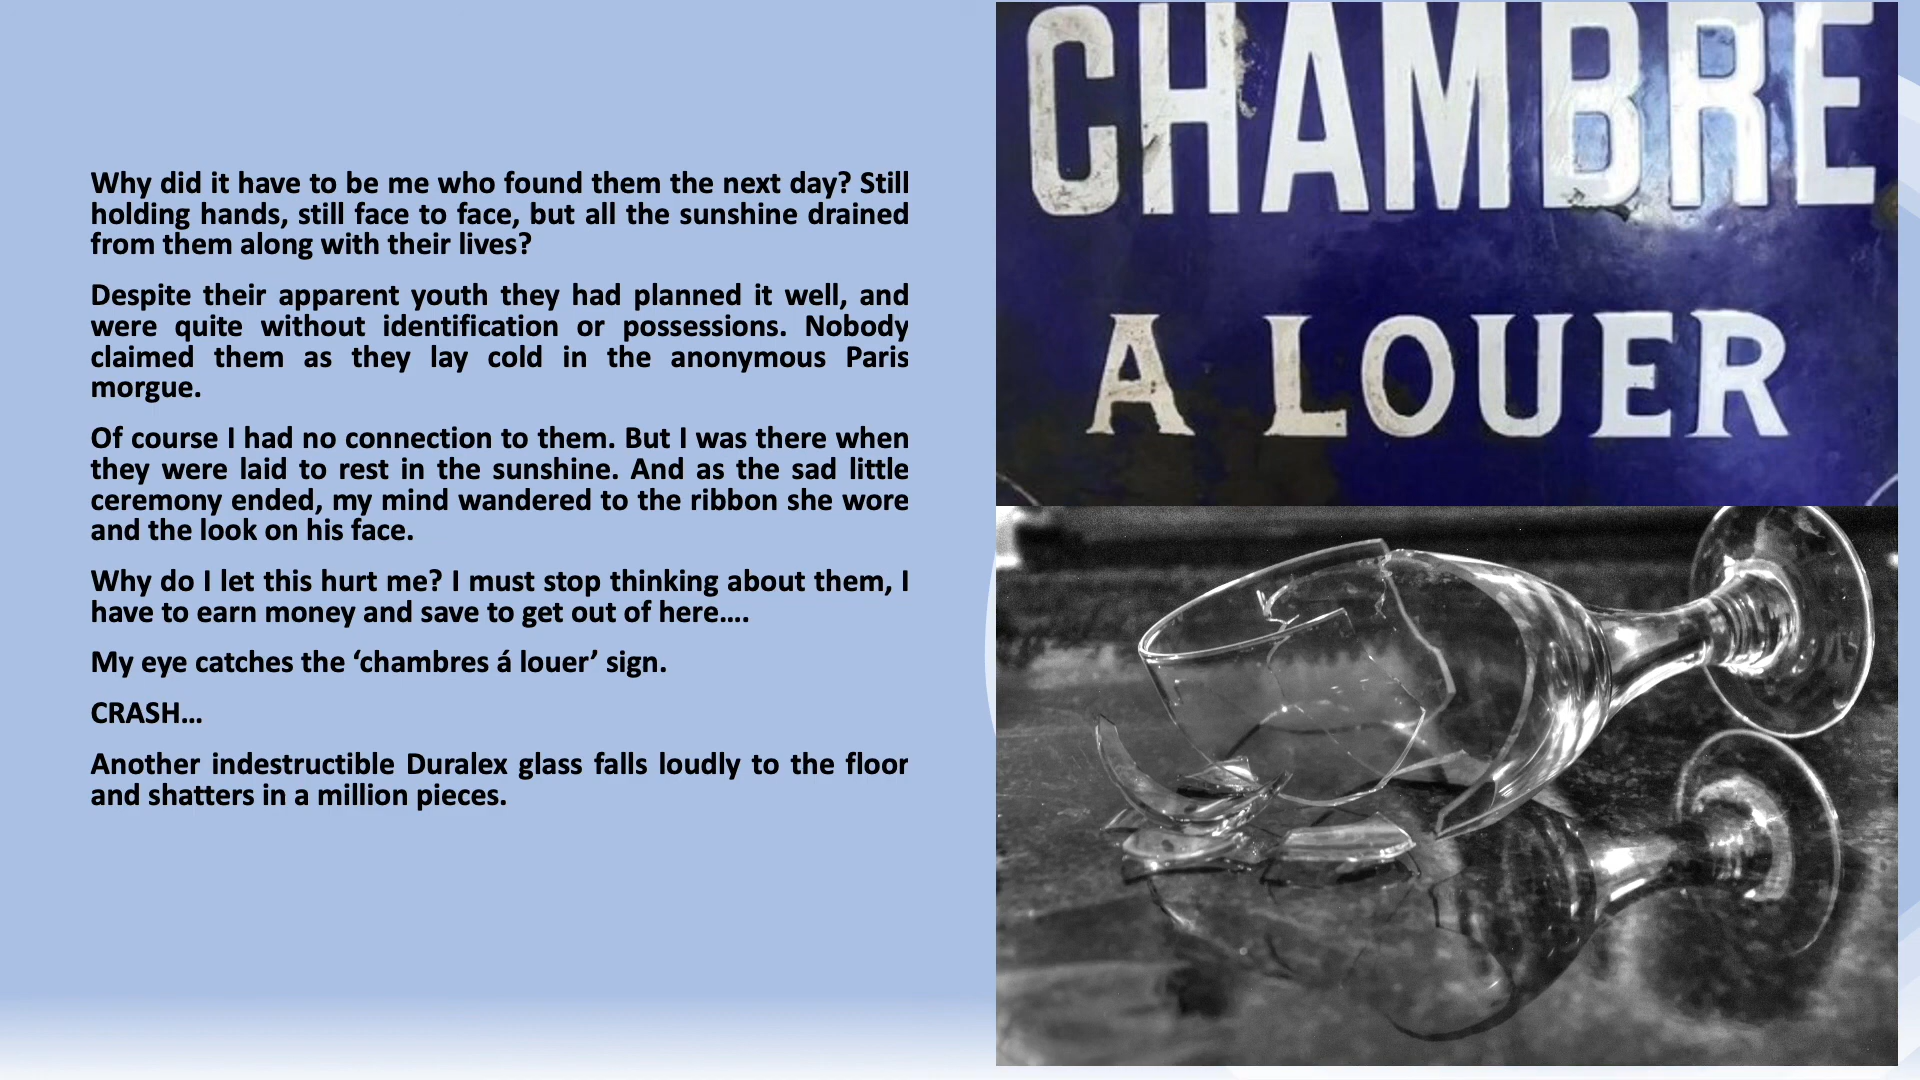 Why did it have to be me who found them the next day? Still
holding hands, still face to face, but all the sunshine drained
from them along with their lives?
Despite their apparent youth they had planned it well, and
were quite without identification or possessions. Nobody
claimed them as they lay cold in the anonymous Paris
morgue.
Of course I had no connection to them. But I was there when
they were laid to rest in the sunshine. And as the sad little
ceremony ended, my mind wandered to the ribbon she wore
and the look on his face.
Why do I let this hurt me? I must stop thinking about them, I
have to earn money and save to get out of here....
My eye catches the ‘chambres á louer’ sign.
CRASH...
Another indestructible Duralex glass falls loudly to the floor
and shatters in a million pieces.
CHAMBRE
A LOUER